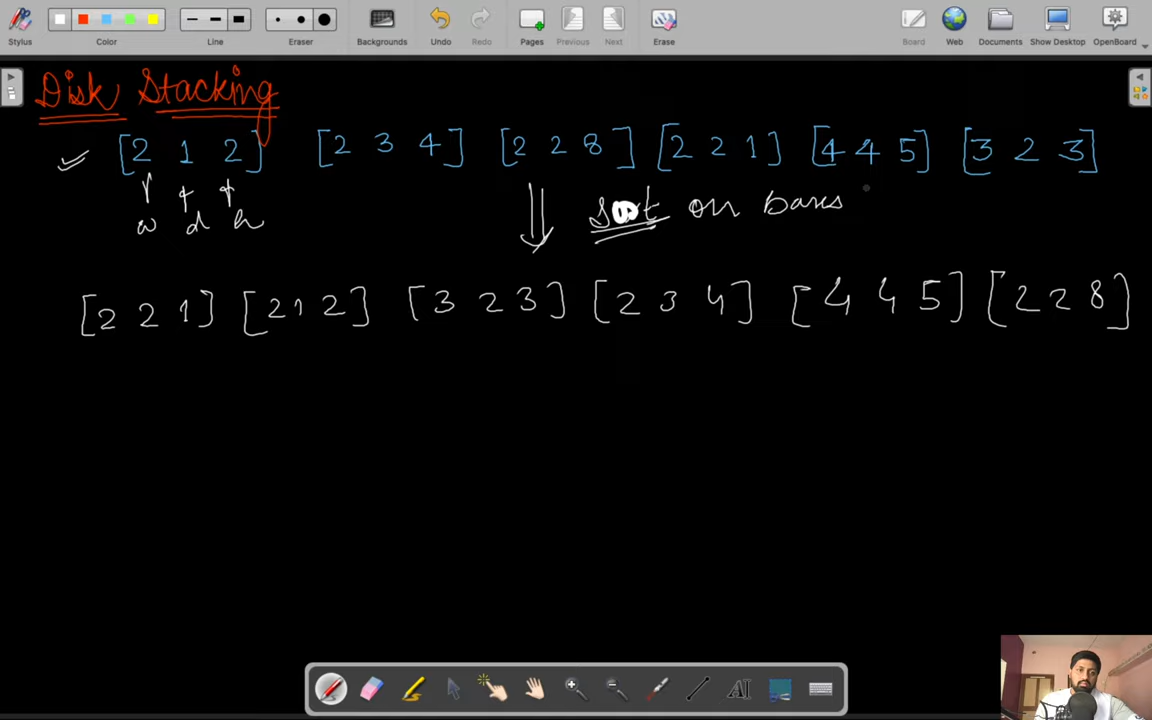 Stylus Color Line Eraser Backgrounds Undo Redo Pages Previous Next Erase Board Web Documents Show Desktop OpenBoard
Disk Stacking
[2 1 2] [2 3 4] [2 2 8] [2 2 1] [4 4 5] [3 2 3]
w d h
sort on bases
[2 2 1] [2 1 2] [3 2 3] [2 3 4] [4 4 5] [2 2 8]